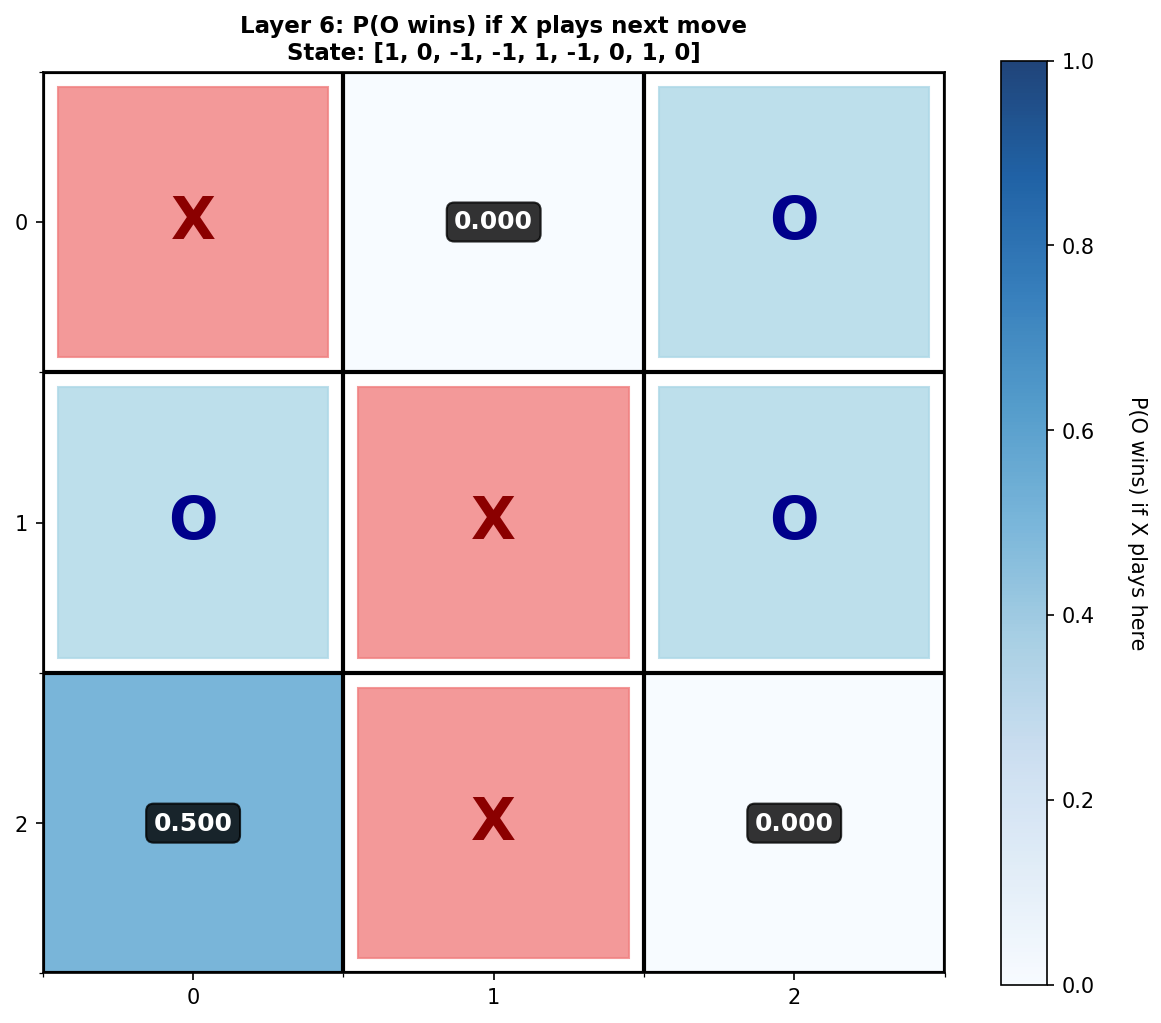 Layer 6: P(O wins) if X plays next move
State: [1, 0, -1, -1, 1, -1, 0, 1, 0]
0
X
0.000
O
1
O
X
O
2
0.500
X
0.000
0
1
2
1.0
0.8
0.6
0.4
0.2
0.0
P(O wins) if X plays here